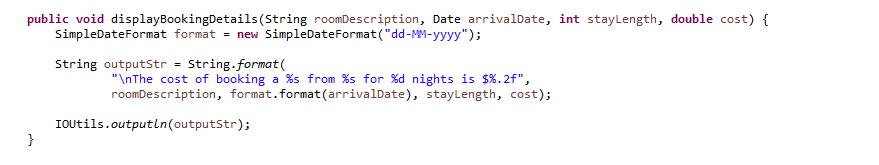 public void displayBookingDetails(String roomDescription, Date arrivalDate, int stayLength, double cost) {
    SimpleDateFormat format = new SimpleDateFormat("dd-MM-yyyy");

    String outputStr = String.format(
            "\nThe cost of booking a %s from %s for %d nights is $%.2f",
            roomDescription, format.format(arrivalDate), stayLength, cost);

    IOUtils.outputln(outputStr);
}